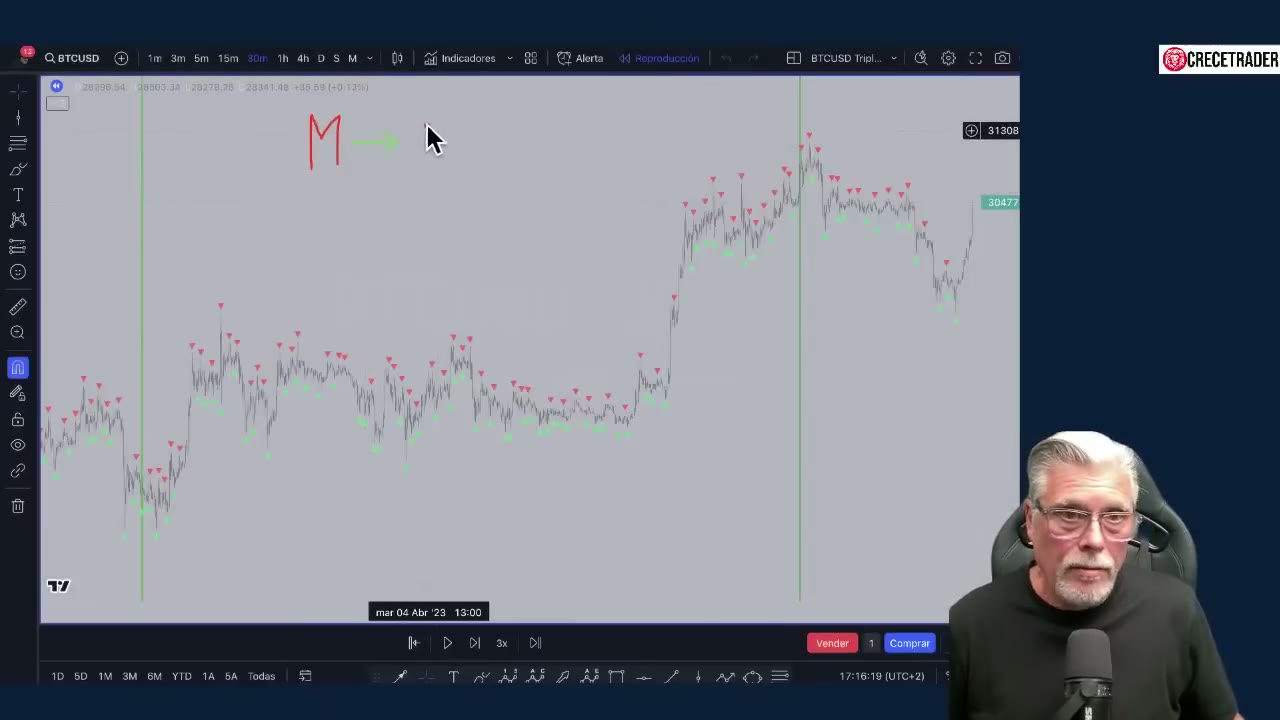 12
BTCUSD
1m 3m 5m 15m 30m 1h 4h D S M
Indicadores
Alerta
Reproducción
BTCUSD Tripl...
CRECETRADER
M
31308
30477
mar 04 Abr '23 13:00
3x
Vender
1
Comprar
1D 5D 1M 3M 6M YTD 1A 5A Todas
17:16:19 (UTC+2)